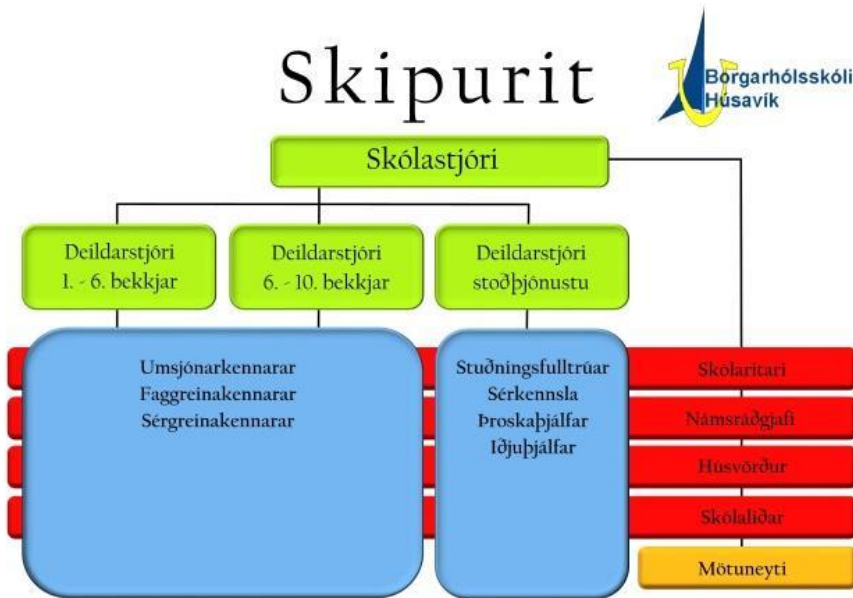 Skipurit
Borgarhólsskóli
Húsavík
Skólastjóri
Deildarstjóri
1. - 6. bekkjar
Deildarstjóri
6. - 10. bekkjar
Deildarstjóri
stoðþjónustu
Umsjónarkennarar
Faggreinakennarar
Sérgreinakennarar
Stuðningsfulltrúar
Sérkennsla
Þroskaþjálfar
Iðjuþjálfar
Skólaritari
Námsráðgjafi
Húsvörður
Skólaliðar
Mötuneyti